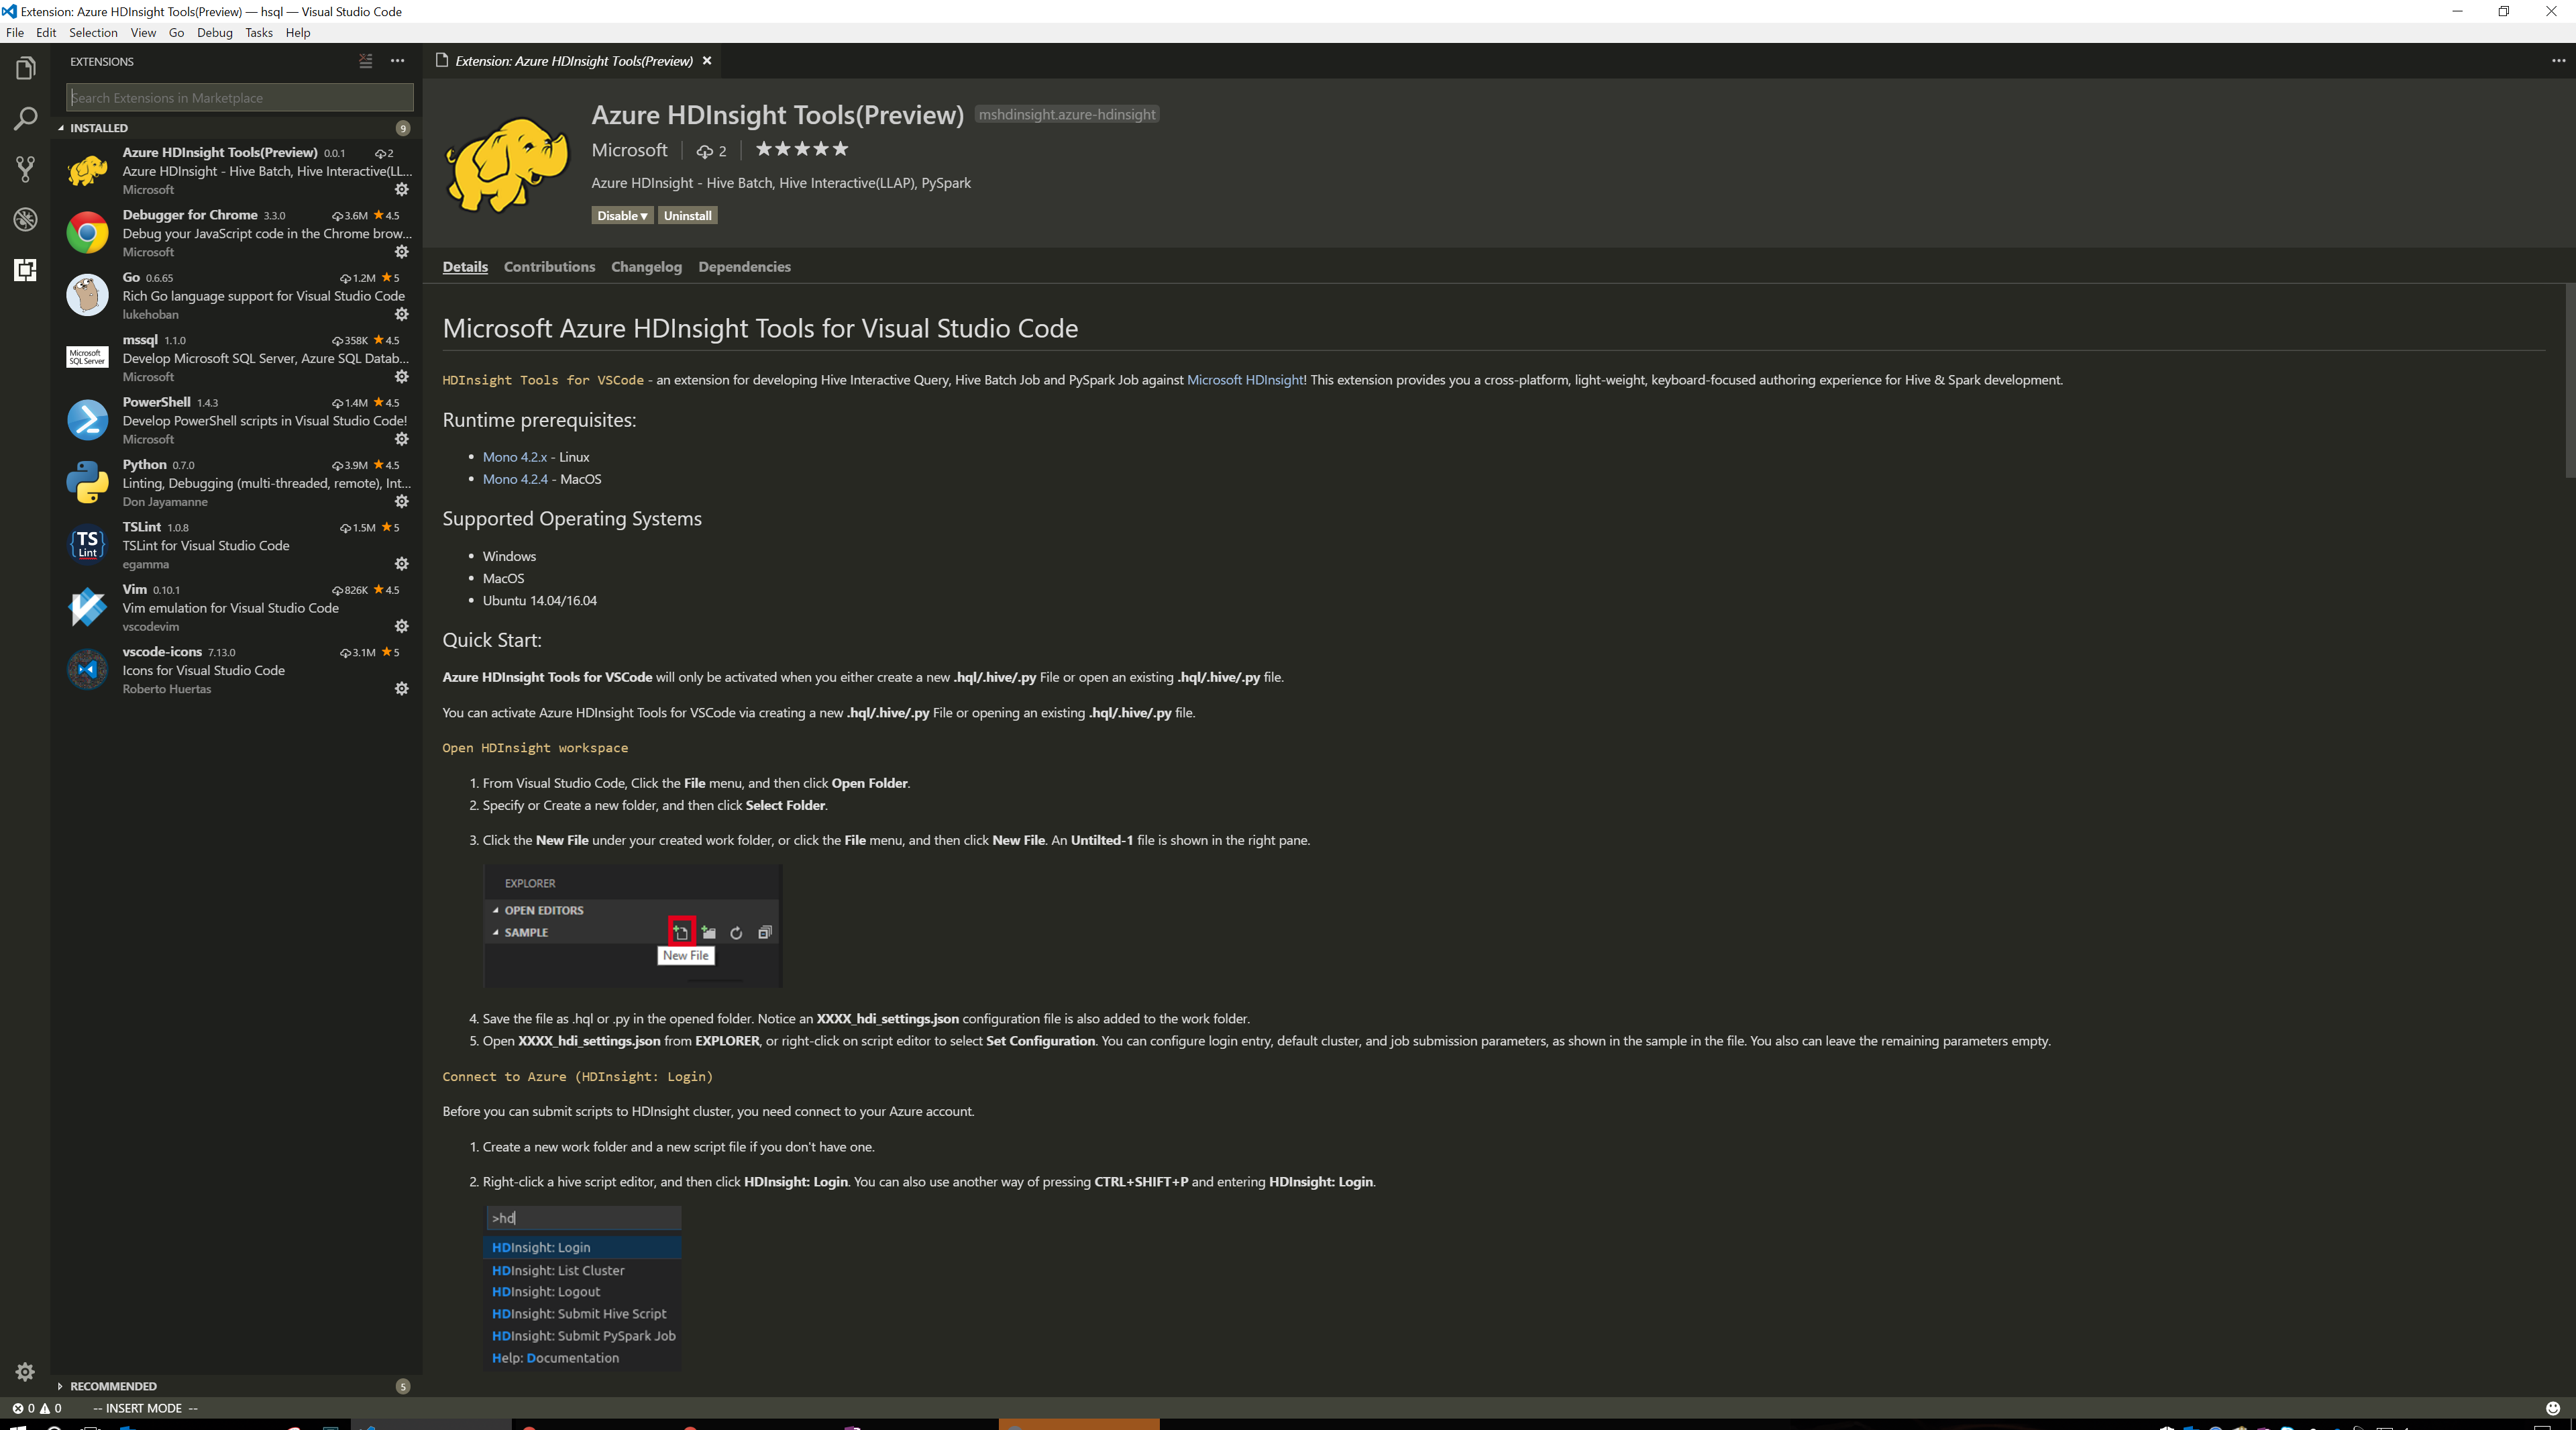 Extension: Azure HDInsight Tools(Preview) — hsql — Visual Studio Code
File Edit Selection View Go Debug Tasks Help
EXTENSIONS
Search Extensions in Marketplace
INSTALLED 9
Azure HDInsight Tools(Preview) 0.0.1 2
Azure HDInsight - Hive Batch, Hive Interactive(LL...
Microsoft
Debugger for Chrome 3.3.0 3.6M 4.5
Debug your JavaScript code in the Chrome brow...
Microsoft
Go 0.6.65 1.2M 5
Rich Go language support for Visual Studio Code
lukehoban
Microsoft SQL Server
mssql 1.1.0 358K 4.5
Develop Microsoft SQL Server, Azure SQL Datab...
Microsoft
PowerShell 1.4.3 1.4M 4.5
Develop PowerShell scripts in Visual Studio Code!
Microsoft
Python 0.7.0 3.9M 4.5
Linting, Debugging (multi-threaded, remote), Int...
Don Jayamanne
TS Lint
TSLint 1.0.8 1.5M 5
TSLint for Visual Studio Code
egamma
Vim 0.10.1 826K 4.5
Vim emulation for Visual Studio Code
vscodevim
vscode-icons 7.13.0 3.1M 5
Icons for Visual Studio Code
Roberto Huertas
RECOMMENDED 5
Extension: Azure HDInsight Tools(Preview)
Azure HDInsight Tools(Preview) mshdinsight.azure-hdinsight
Microsoft 2 ★★★★★
Azure HDInsight - Hive Batch, Hive Interactive(LLAP), PySpark
Disable▼ Uninstall
Details Contributions Changelog Dependencies
Microsoft Azure HDInsight Tools for Visual Studio Code
HDInsight Tools for VSCode - an extension for developing Hive Interactive Query, Hive Batch Job and PySpark Job against Microsoft HDInsight! This extension provides you a cross-platform, light-weight, keyboard-focused authoring experience for Hive & Spark development.
Runtime prerequisites:
• Mono 4.2.x - Linux
• Mono 4.2.4 - MacOS
Supported Operating Systems
• Windows
• MacOS
• Ubuntu 14.04/16.04
Quick Start:
Azure HDInsight Tools for VSCode will only be activated when you either create a new .hql/.hive/.py File or open an existing .hql/.hive/.py file.
You can activate Azure HDInsight Tools for VSCode via creating a new .hql/.hive/.py File or opening an existing .hql/.hive/.py file.
Open HDInsight workspace
1. From Visual Studio Code, Click the File menu, and then click Open Folder.
2. Specify or Create a new folder, and then click Select Folder.
3. Click the New File under your created work folder, or click the File menu, and then click New File. An Untilted-1 file is shown in the right pane.
EXPLORER
OPEN EDITORS
SAMPLE
New File
4. Save the file as .hql or .py in the opened folder. Notice an XXXX_hdi_settings.json configuration file is also added to the work folder.
5. Open XXXX_hdi_settings.json from EXPLORER, or right-click on script editor to select Set Configuration. You can configure login entry, default cluster, and job submission parameters, as shown in the sample in the file. You also can leave the remaining parameters empty.
Connect to Azure (HDInsight: Login)
Before you can submit scripts to HDInsight cluster, you need connect to your Azure account.
1. Create a new work folder and a new script file if you don't have one.
2. Right-click a hive script editor, and then click HDInsight: Login. You can also use another way of pressing CTRL+SHIFT+P and entering HDInsight: Login.
>hd
HDInsight: Login
HDInsight: List Cluster
HDInsight: Logout
HDInsight: Submit Hive Script
HDInsight: Submit PySpark Job
Help: Documentation
0 0 -- INSERT MODE --